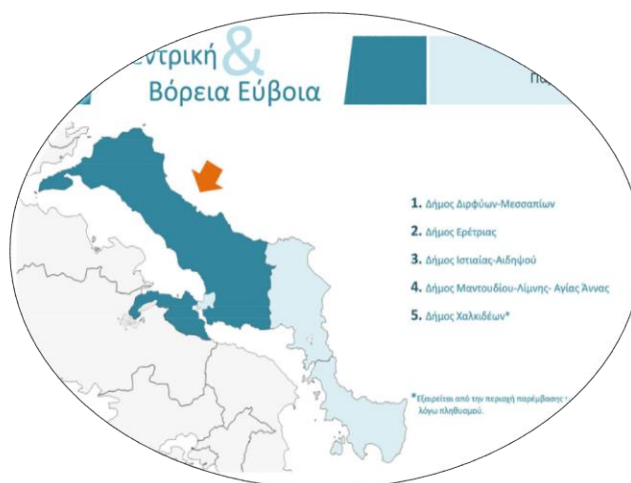 &
Βόρεια Εύβοια
1. Δήμος Διρφύων-Μεσσαπίων
2. Δήμος Ερέτριας
3. Δήμος Ιστιαίας-Αιδηψού
4. Δήμος Μαντουδίου-Λίμνης- Αγίας Άννας
5. Δήμος Χαλκιδέων*
*Εξαιρείται από την περιοχή παρέμβασης
λόγω πληθυσμού.